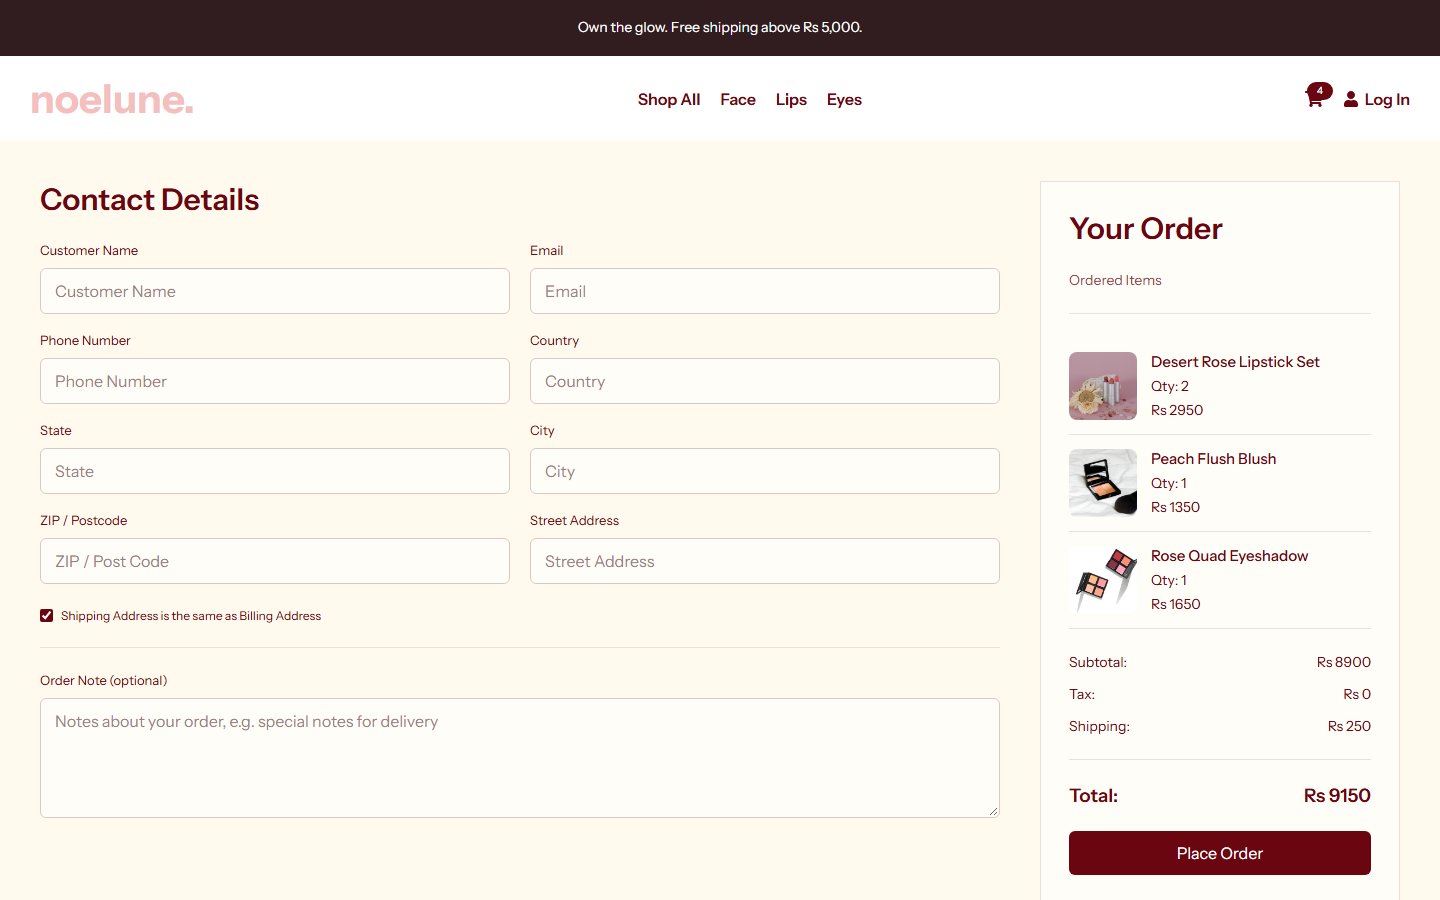 Own the glow. Free shipping above Rs 5,000.
noelune.
Shop All
Face
Lips
Eyes
4
Log In
Contact Details
Customer Name
Email
Customer Name
Email
Phone Number
Country
Phone Number
Country
State
City
State
City
ZIP / Postcode
Street Address
ZIP / Post Code
Street Address
Shipping Address is the same as Billing Address
Order Note (optional)
Notes about your order, e.g. special notes for delivery
Your Order
Ordered Items
Desert Rose Lipstick Set
Qty: 2
Rs 2950
Peach Flush Blush
Qty: 1
Rs 1350
Rose Quad Eyeshadow
Qty: 1
Rs 1650
Subtotal: Rs 8900
Tax: Rs 0
Shipping: Rs 250
Total: Rs 9150
Place Order